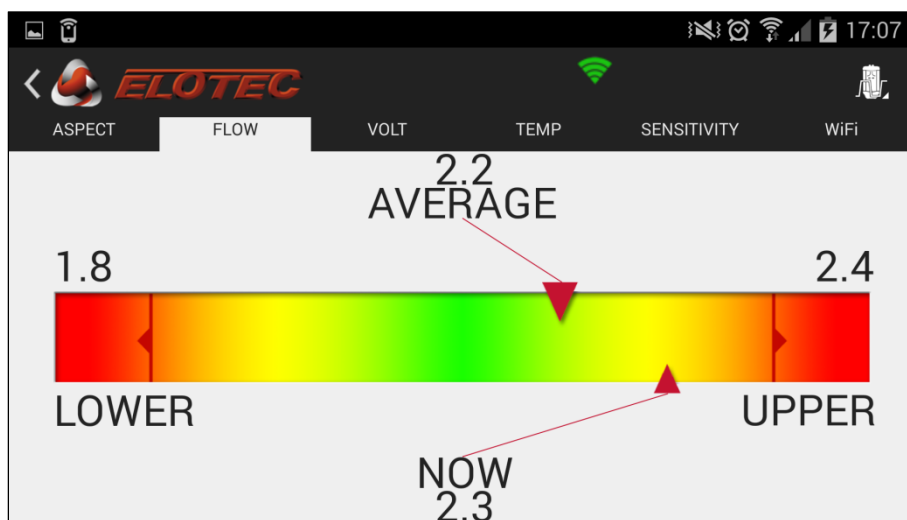 17:07
ELOTEC
ASPECT FLOW VOLT TEMP SENSITIVITY WiFi
2.2
AVERAGE
1.8 2.4
LOWER UPPER
NOW
2.3